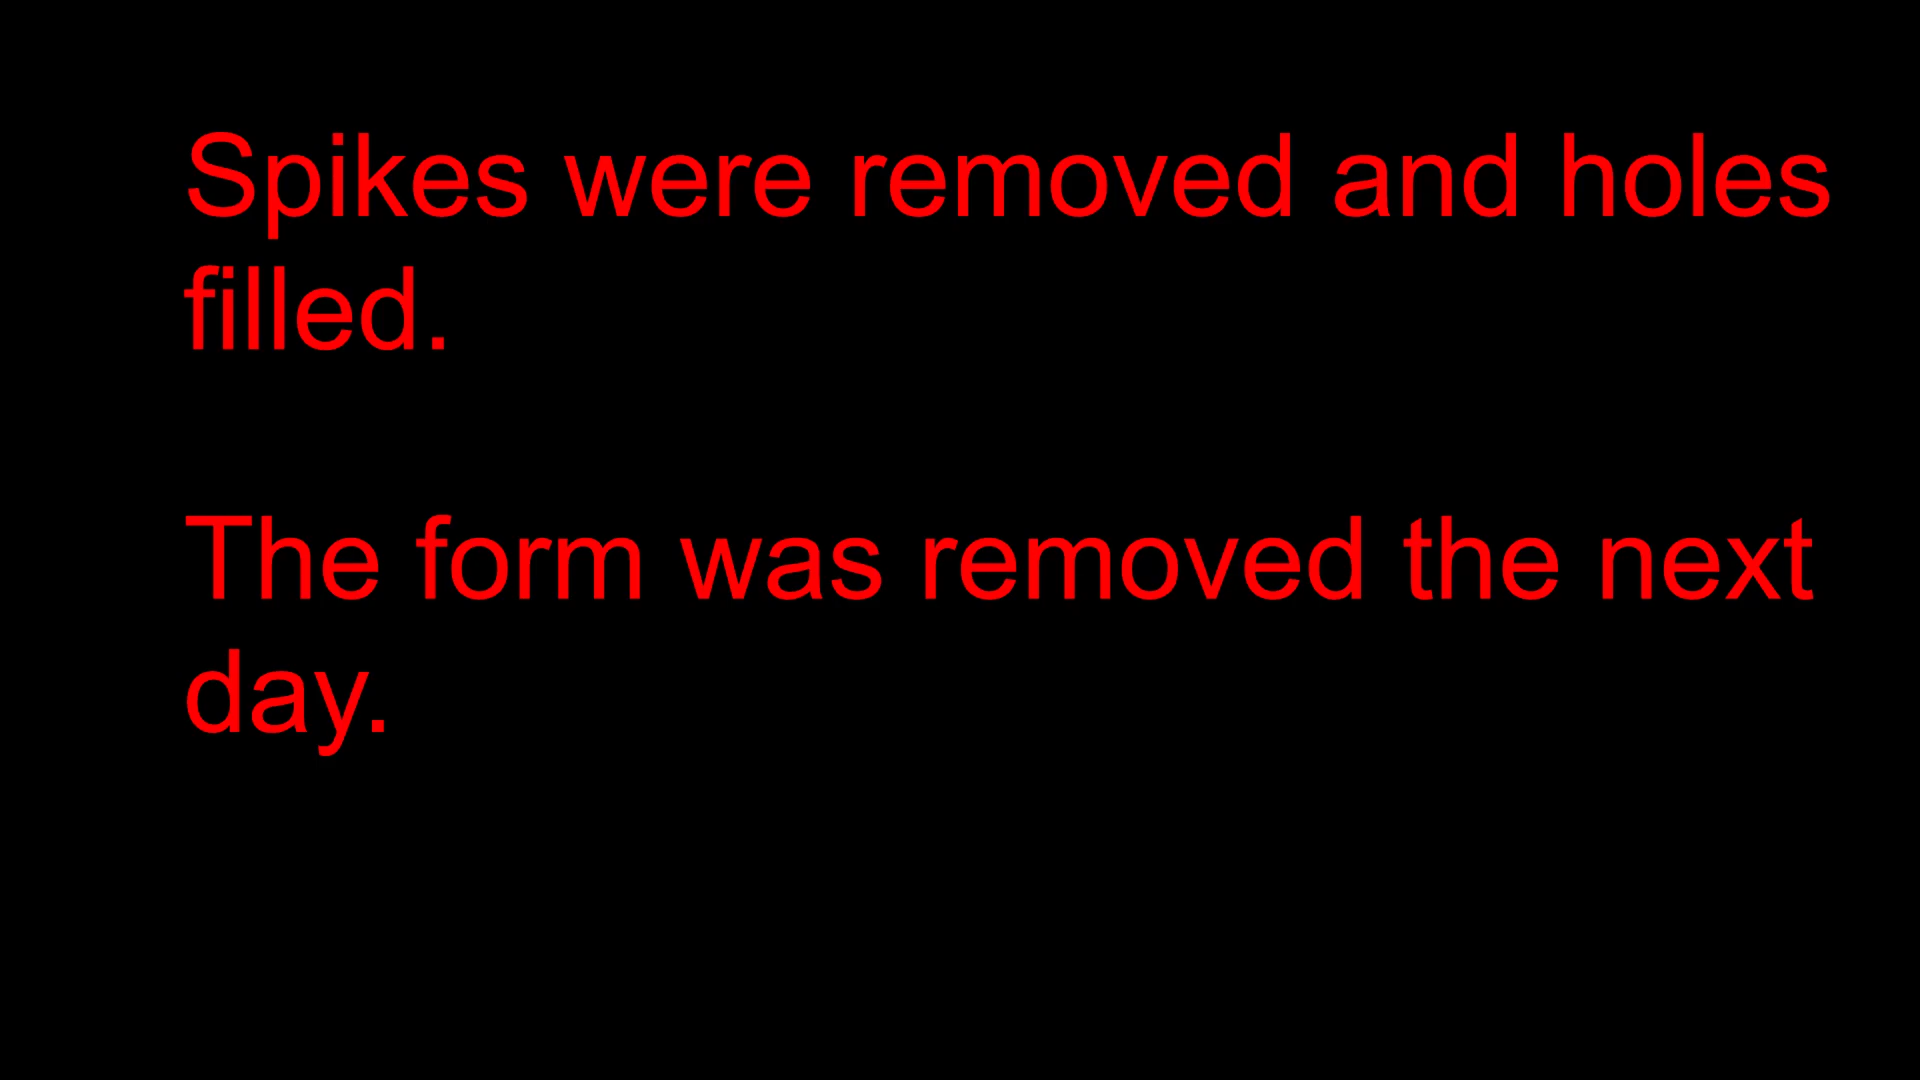 Spikes were removed and holes
filled.
The form was removed the next
day.